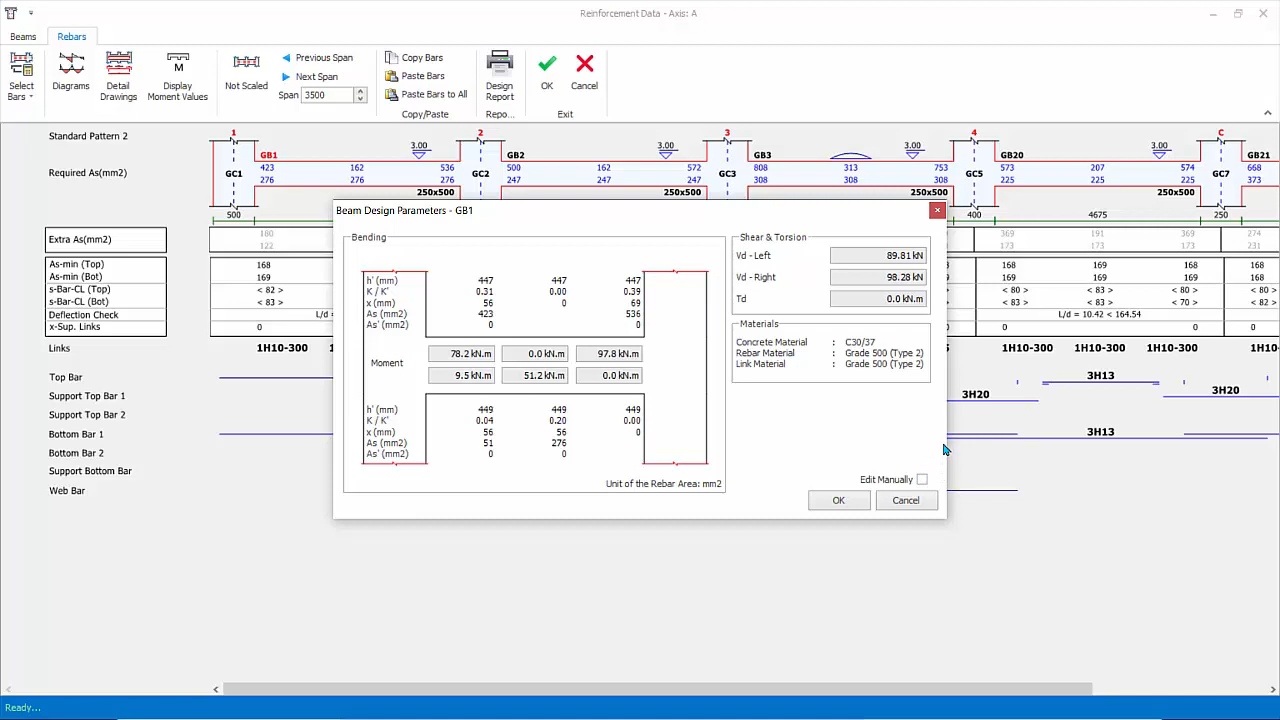 Reinforcement Data - Axis: A
Beams Rebars
Select Bars
Diagrams
Detail Drawings
Display Moment Values
Not Scaled
Previous Span
Next Span
Span 3500
Copy Bars
Paste Bars
Paste Bars to All
Copy/Paste
Design Report
Repo...
OK
Cancel
Exit
Standard Pattern 2
1 2 3 4 C
GB1 3.00 GB2 3.00 GB3 3.00 GB20 3.00 GB21
Required As(mm2)
423 162 536 500 162 572 808 313 753 573 207 574 668
GC1 GC2 GC3 GC5 GC7
276 276 276 247 247 247 308 308 308 225 225 225 373
250x500 250x500 250x500 250x500
500 400 4675 250
Extra As(mm2)
180 191 369 369 274
122 173 173 173 231
As-min (Top) 168 168 169 168 168
As-min (Bot) 169 169 169 169 169
s-Bar-CL (Top) < 82 > < 80 > < 83 > < 80 > < 80 >
s-Bar-CL (Bot) < 83 > < 83 > < 70 > < 82 >
Deflection Check L/d = L/d = 10.42 < 164.54
x-Sup. Links 0 0 0 0
Links 1H10-300 1H10-300 1H10-300 1H10-300 1H10-
Top Bar 3H13
Support Top Bar 1 3H20 3H20
Support Top Bar 2
Bottom Bar 1 3H13
Bottom Bar 2
Support Bottom Bar
Web Bar
Beam Design Parameters - GB1
Bending
h' (mm) 447 447 447
K / K' 0.31 0.00 0.39
x (mm) 56 0 69
As (mm2) 423 536
As' (mm2) 0 0
Moment
78.2 kN.m 0.0 kN.m 97.8 kN.m
9.5 kN.m 51.2 kN.m 0.0 kN.m
h' (mm) 449 449 449
K / K' 0.04 0.20 0.00
x (mm) 56 56 0
As (mm2) 51 276
As' (mm2) 0 0
Unit of the Rebar Area: mm2
Shear & Torsion
Vd - Left 89.81 kN
Vd - Right 98.28 kN
Td 0.0 kN.m
Materials
Concrete Material : C30/37
Rebar Material : Grade 500 (Type 2)
Link Material : Grade 500 (Type 2)
Edit Manually
OK Cancel
Ready...